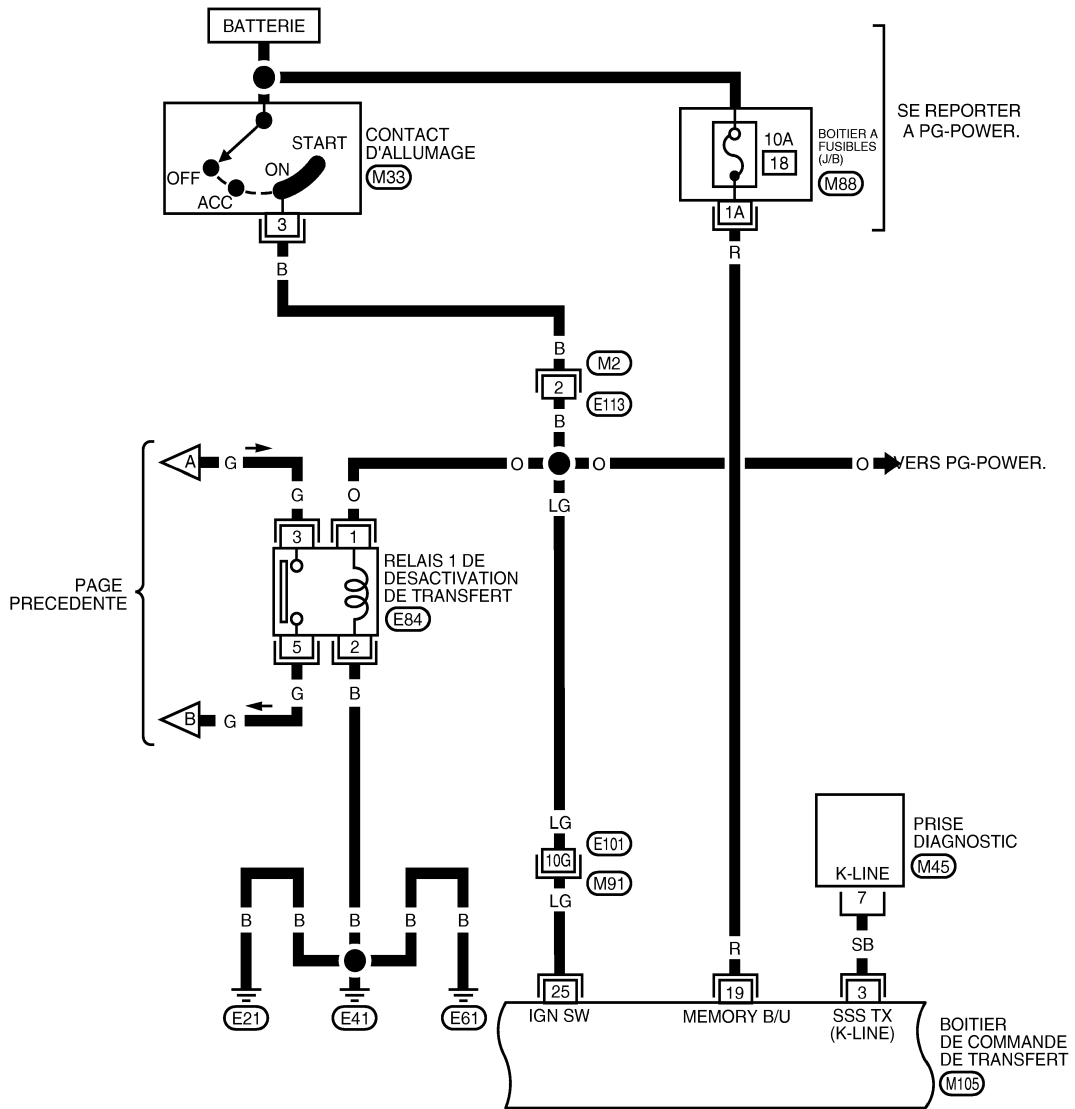 BATTERIE
SE REPORTER
A PG-POWER.
CONTACT
D'ALLUMAGE
M33
START
ON
OFF
ACC
3
B
10A
18
BOITIER A
FUSIBLES
(J/B)
M88
1A
R
B
M2
2
E113
B
A
G
O
O
O
VERS PG-POWER.
G
O
LG
3
1
RELAIS 1 DE
DESACTIVATION
DE TRANSFERT
E84
PAGE
PRECEDENTE
5
2
G
B
B
G
LG
E101
10G
M91
LG
PRISE
DIAGNOSTIC
M45
K-LINE
7
SB
B
B
B
B
B
R
E21
E41
E61
25
19
3
IGN SW
MEMORY B/U
SSS TX
(K-LINE)
BOITIER
DE COMMANDE
DE TRANSFERT
M105